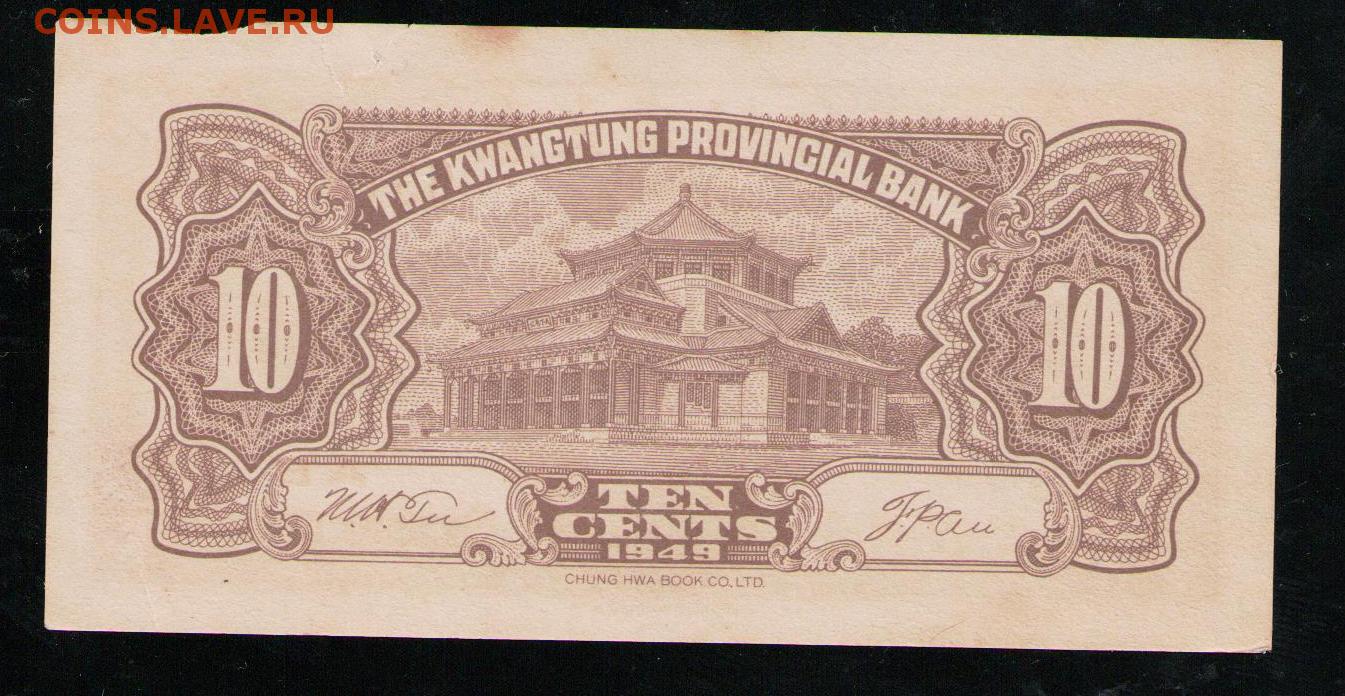 COINS.LAVE.RU
THE KWANGTUNG PROVINCIAL BANK
10
10
TEN
CENTS
1949
CHUNG HWA BOOK CO., LTD.